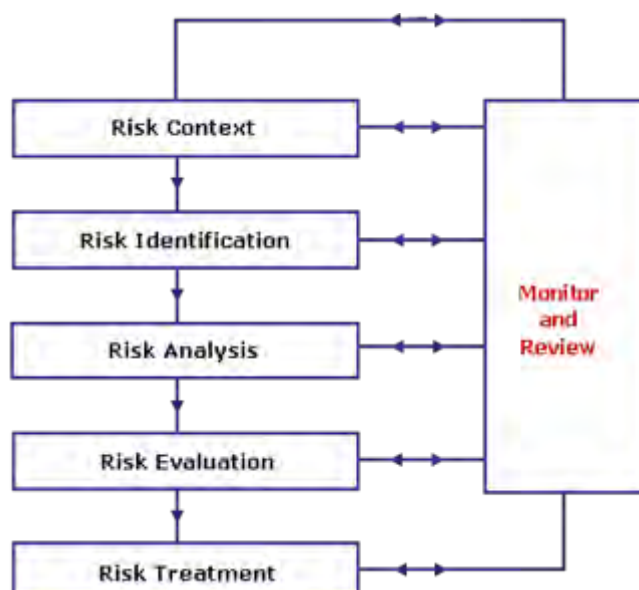 Risk Context
Risk Identification
Risk Analysis
Monitor
and
Review
Risk Evaluation
Risk Treatment